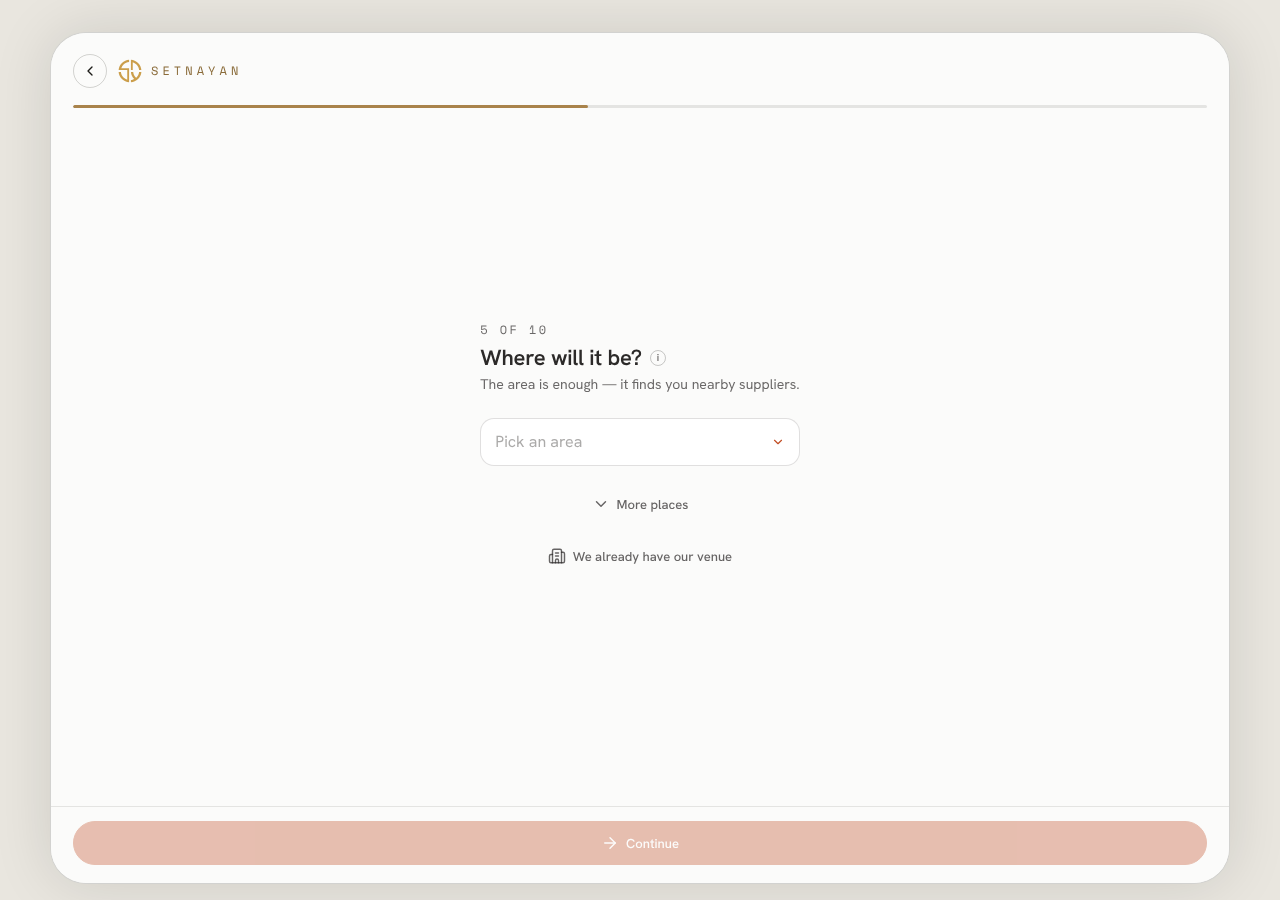 SETNAYAN
5 OF 10
Where will it be? i
The area is enough — it finds you nearby suppliers.
Pick an area
More places
We already have our venue
Continue